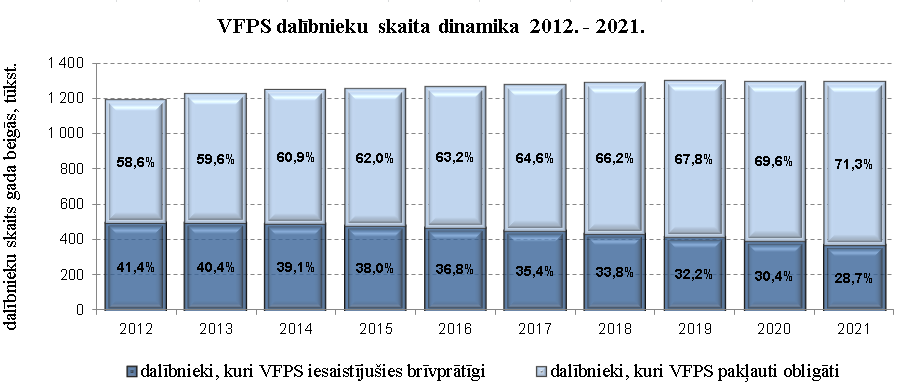 VFPS dalībnieku skaita dinamika 2012. - 2021.
dalībnieku skaits gada beigās, tūkst.
1 400
1 200
1 000
800
600
400
200
0
58,6% 59,6% 60,9% 62,0% 63,2% 64,6% 66,2% 67,8% 69,6% 71,3%
41,4% 40,4% 39,1% 38,0% 36,8% 35,4% 33,8% 32,2% 30,4% 28,7%
2012 2013 2014 2015 2016 2017 2018 2019 2020 2021
dalībnieki, kuri VFPS iesaistījušies brīvprātīgi dalībnieki, kuri VFPS pakļauti obligāti